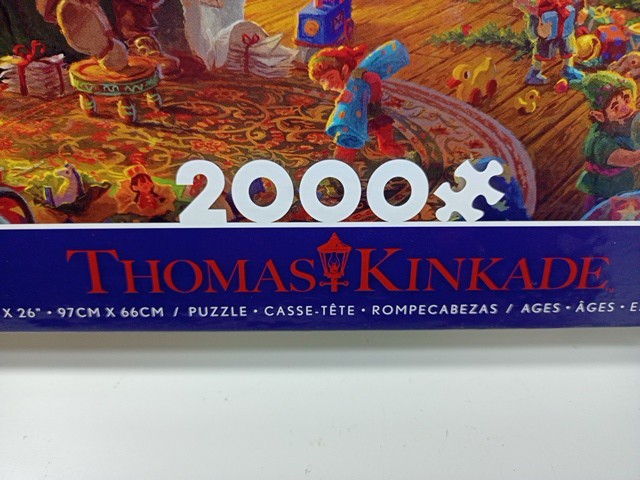 2000
THOMAS KINKADE
X 26" • 97CM X 66CM / PUZZLE • CASSE-TÊTE • ROMPECABEZAS / AGES • ÂGES •